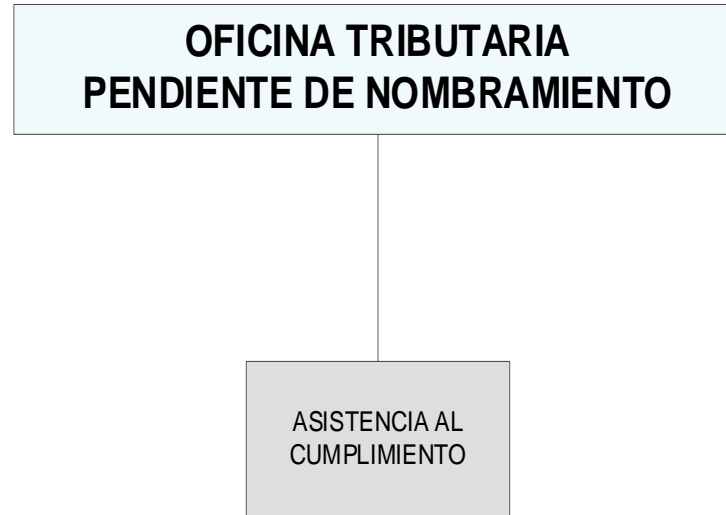 OFICINA TRIBUTARIA
PENDIENTE DE NOMBRAMIENTO
ASISTENCIA AL
CUMPLIMIENTO